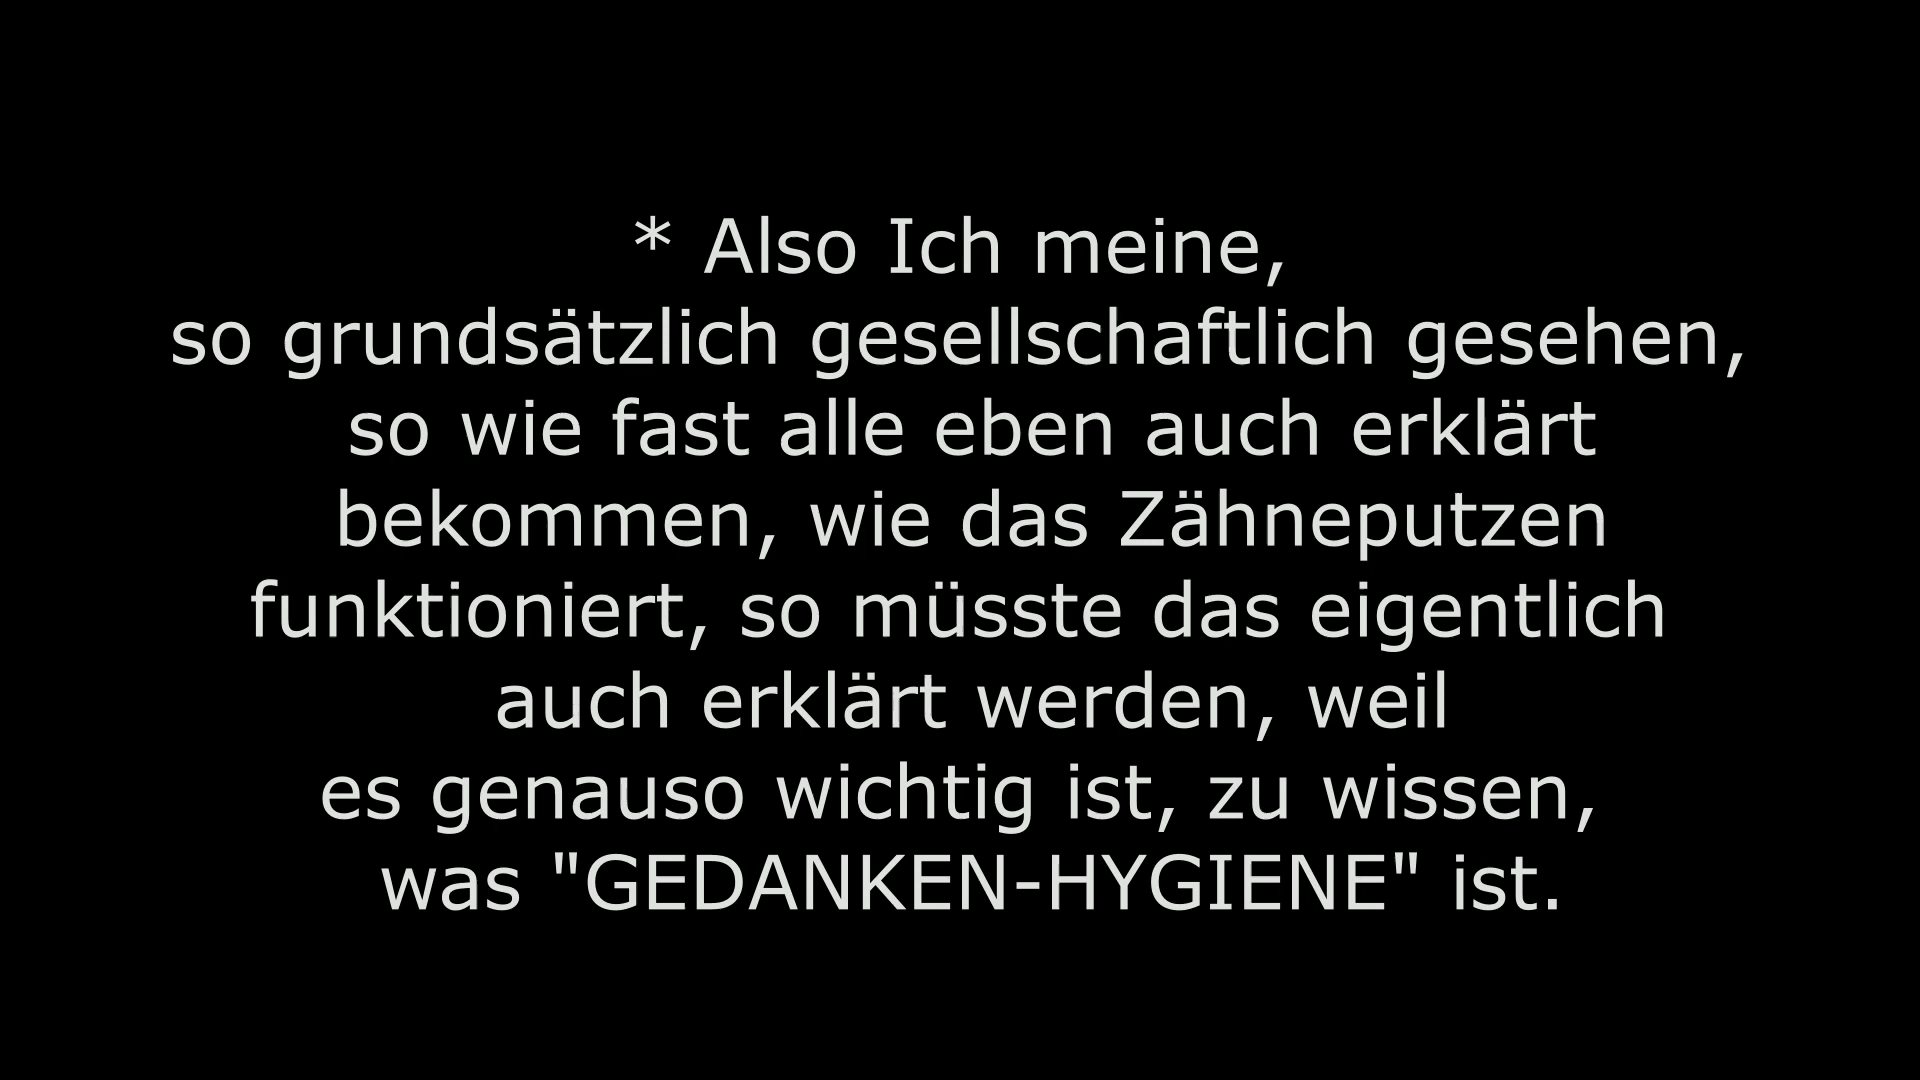 * Also Ich meine,
so grundsätzlich gesellschaftlich gesehen,
so wie fast alle eben auch erklärt
bekommen, wie das Zähneputzen
funktioniert, so müsste das eigentlich
auch erklärt werden, weil
es genauso wichtig ist, zu wissen,
was "GEDANKEN-HYGIENE" ist.